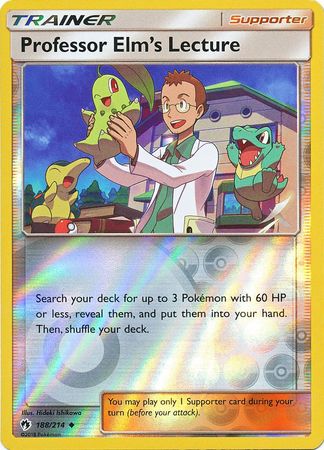 TRAINER
Supporter
Professor Elm's Lecture
Search your deck for up to 3 Pokémon with 60 HP
or less, reveal them, and put them into your hand.
Then, shuffle your deck.
Illus. Hideki Ishikawa
188/214
©2018 Pokémon
You may play only 1 Supporter card during your
turn (before your attack).